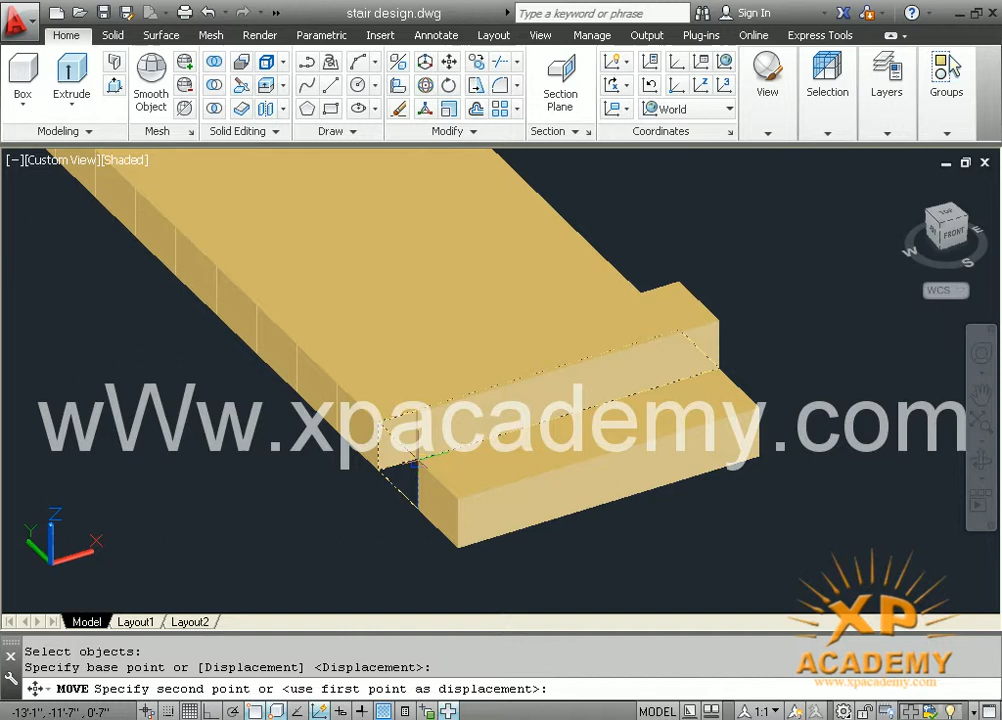 stair design.dwg
Type a keyword or phrase
Sign In
Home Solid Surface Mesh Render Parametric Insert Annotate Layout View Manage Output Plug-ins Online Express Tools
Box
Extrude
Smooth Object
Section Plane
World
View
Selection
Layers
Groups
Modeling
Mesh
Solid Editing
Draw
Modify
Section
Coordinates
[−][Custom View][Shaded]
TOP
FRONT
W
S
E
WCS
wWw.xpacademy.com
Z
Y
X
XP
ACADEMY
www.xpacademy.com
Model Layout1 Layout2
Select objects:
Specify base point or [Displacement] <Displacement>:
MOVE Specify second point or <use first point as displacement>:
-13'-1", -11'-7", 0'-7"
MODEL
1:1